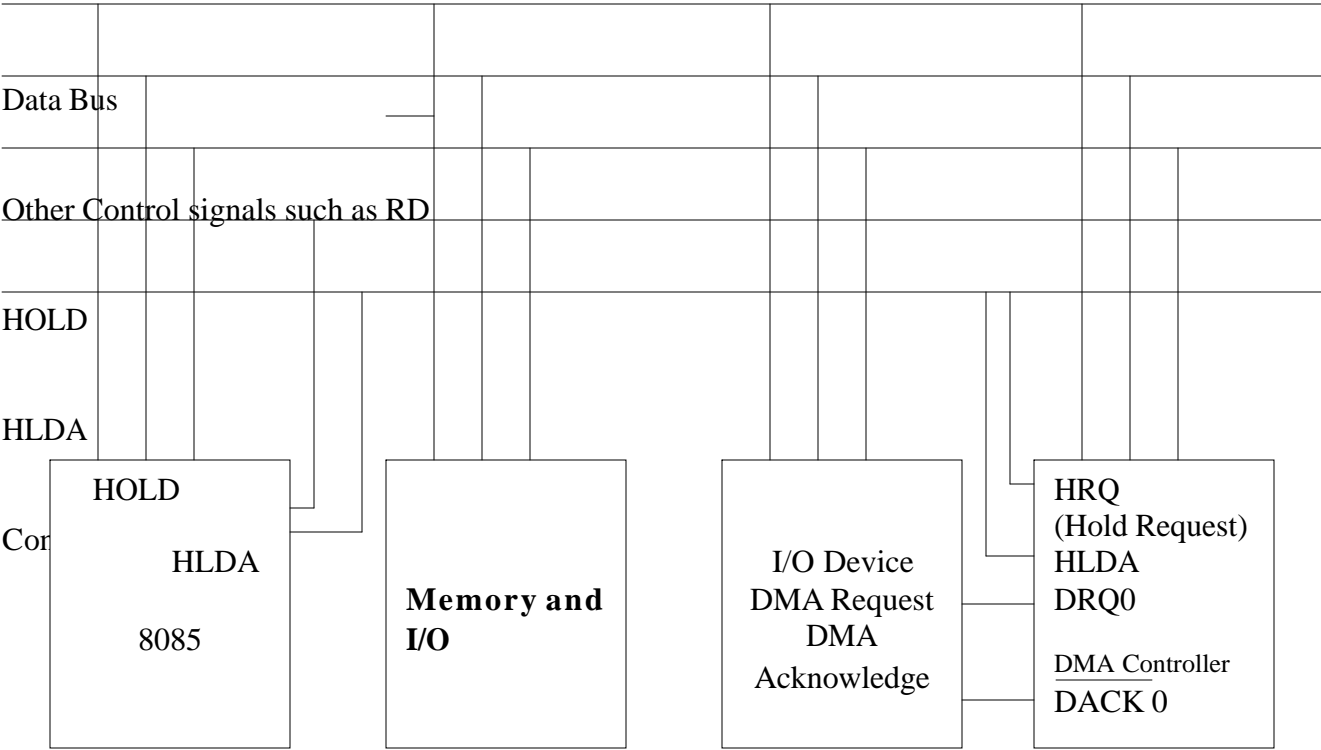 Data Bus
Other Control signals such as RD
HOLD
HLDA
Con
HOLD
HLDA
8085
Memory and
I/O
I/O Device
DMA Request
DMA
Acknowledge
HRQ
(Hold Request)
HLDA
DRQ0
DMA Controller
DACK 0